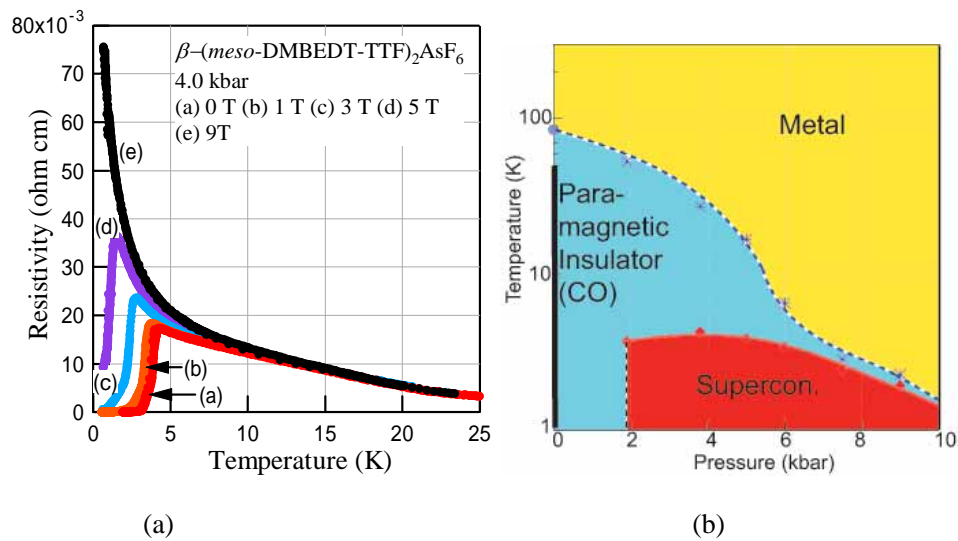 80x10-3
70
60
50
40
30
20
10
0
Resistivity (ohm cm)
β–(meso-DMBEDT-TTF)2AsF6
4.0 kbar
(a) 0 T (b) 1 T (c) 3 T (d) 5 T
(e) 9T
(e)
(d)
(c)
(b)
(a)
0
5
10
15
20
25
Temperature (K)
(a)
100
10
1
Temperature (K)
Metal
Para-
magnetic
Insulator
(CO)
Supercon.
0
2
4
6
8
10
Pressure (kbar)
(b)